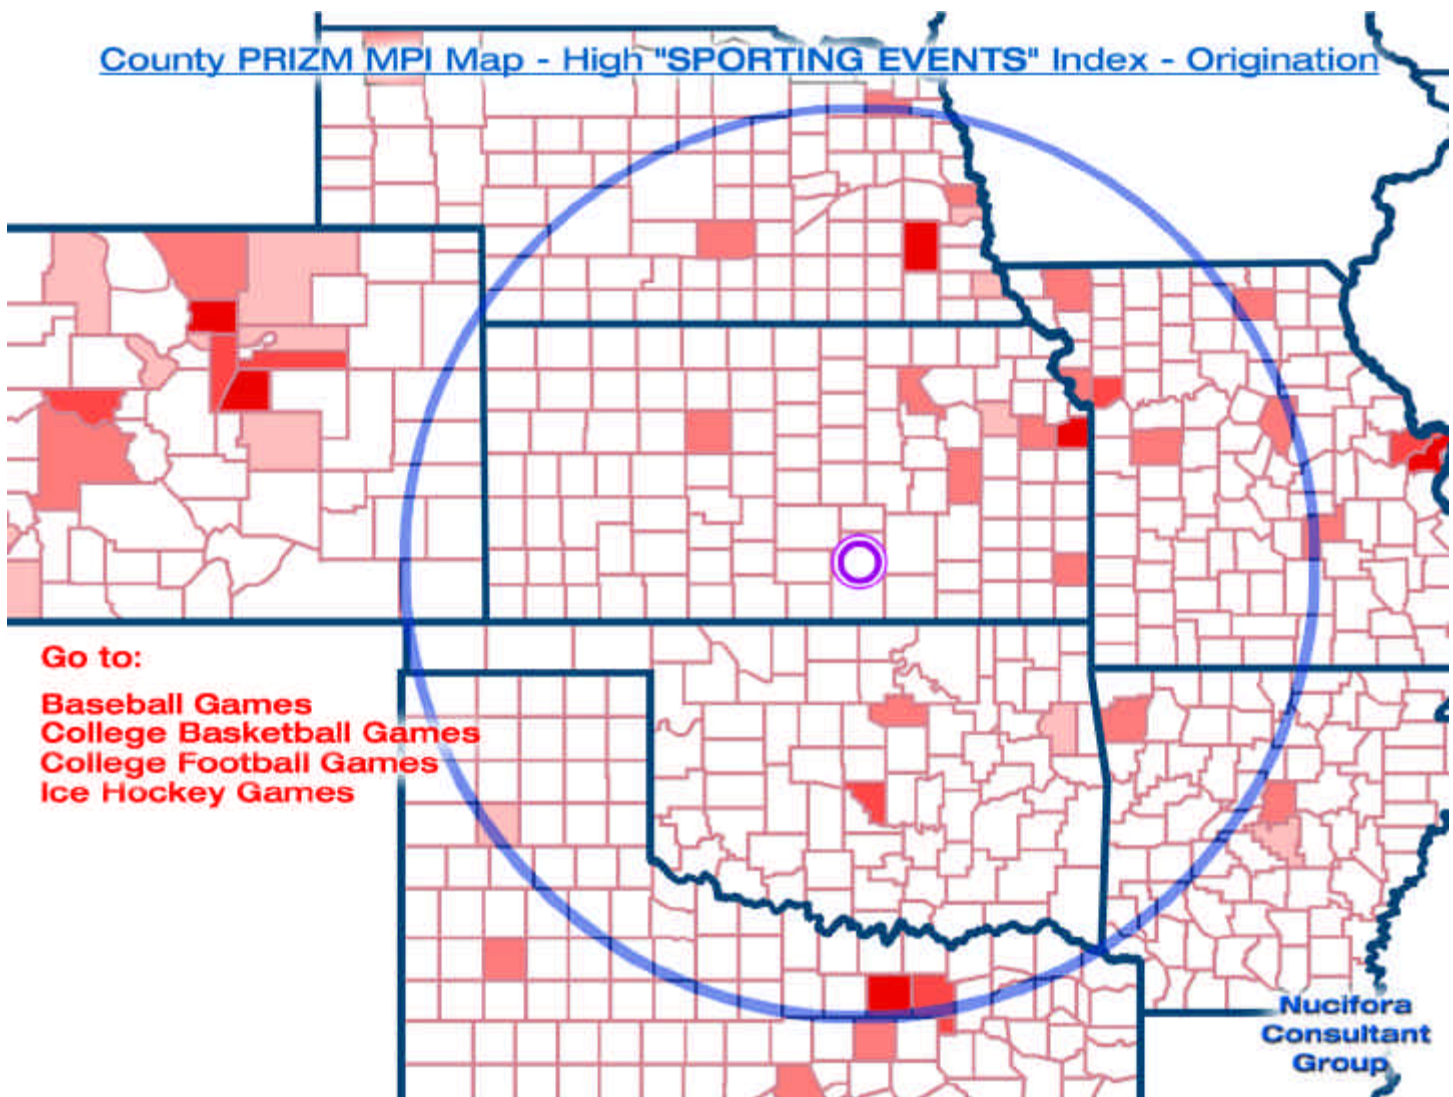 County PRIZM MPI Map - High "SPORTING EVENTS" Index - Origination
Go to:
Baseball Games
College Basketball Games
College Football Games
Ice Hockey Games
Nucifora
Consultant
Group